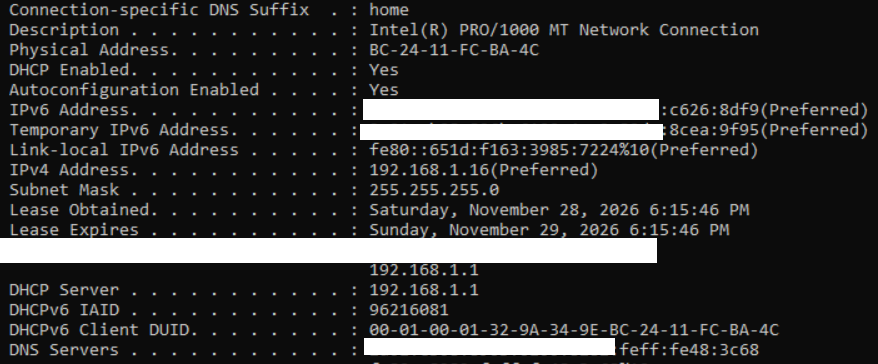 Connection-specific DNS Suffix  . : home
Description . . . . . . . . . . . : Intel(R) PRO/1000 MT Network Connection
Physical Address. . . . . . . . . : BC-24-11-FC-BA-4C
DHCP Enabled. . . . . . . . . . . : Yes
Autoconfiguration Enabled . . . . : Yes
IPv6 Address. . . . . . . . . . . : :c626:8df9(Preferred)
Temporary IPv6 Address. . . . . . : :8cea:9f95(Preferred)
Link-local IPv6 Address . . . . . : fe80::651d:f163:3985:7224%10(Preferred)
IPv4 Address. . . . . . . . . . . : 192.168.1.16(Preferred)
Subnet Mask . . . . . . . . . . . : 255.255.255.0
Lease Obtained. . . . . . . . . . : Saturday, November 28, 2026 6:15:46 PM
Lease Expires . . . . . . . . . . : Sunday, November 29, 2026 6:15:46 PM
192.168.1.1
DHCP Server . . . . . . . . . . . : 192.168.1.1
DHCPv6 IAID . . . . . . . . . . . : 96216081
DHCPv6 Client DUID. . . . . . . . : 00-01-00-01-32-9A-34-9E-BC-24-11-FC-BA-4C
DNS Servers . . . . . . . . . . . : feff:fe48:3c68